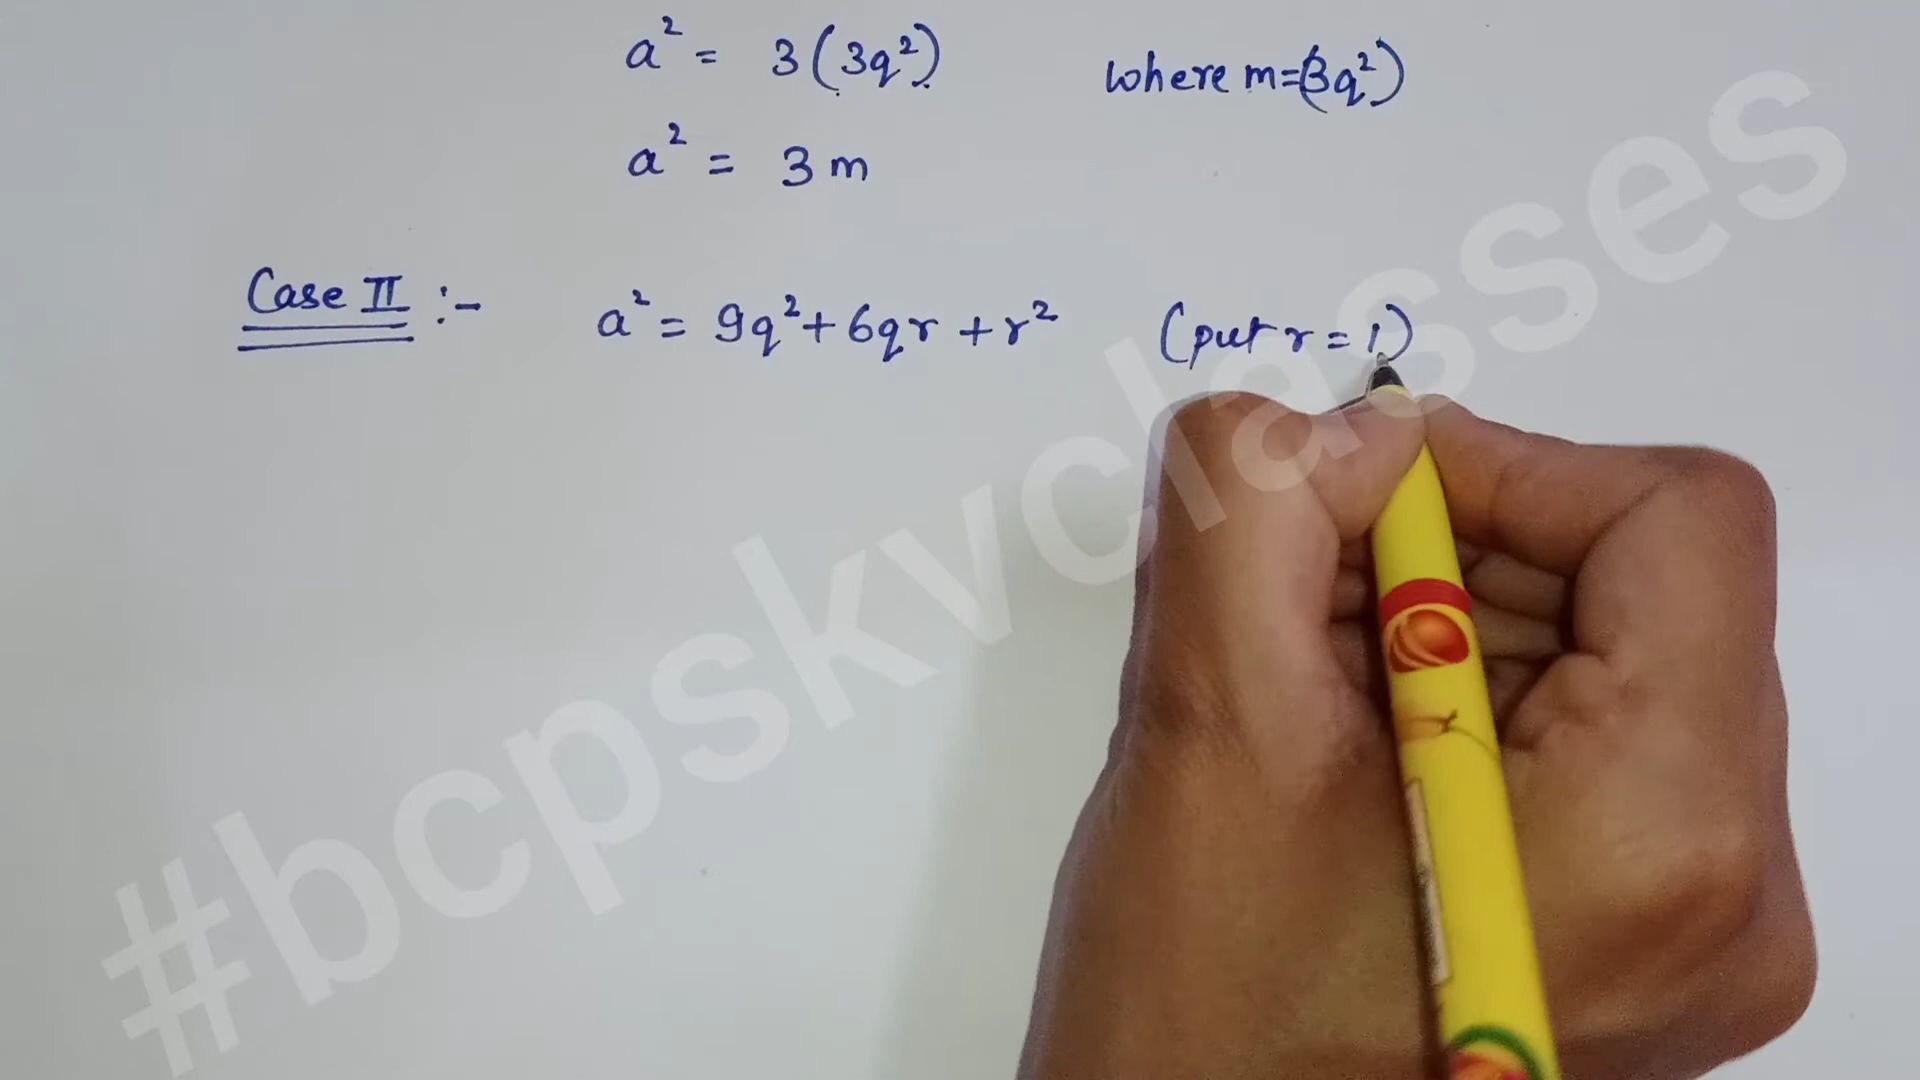 a² = 3(3q²) where m=(3q²)
a² = 3m
Case II :- a² = 9q²+6qr+r² (put r = 1)
#bcpskvclasses